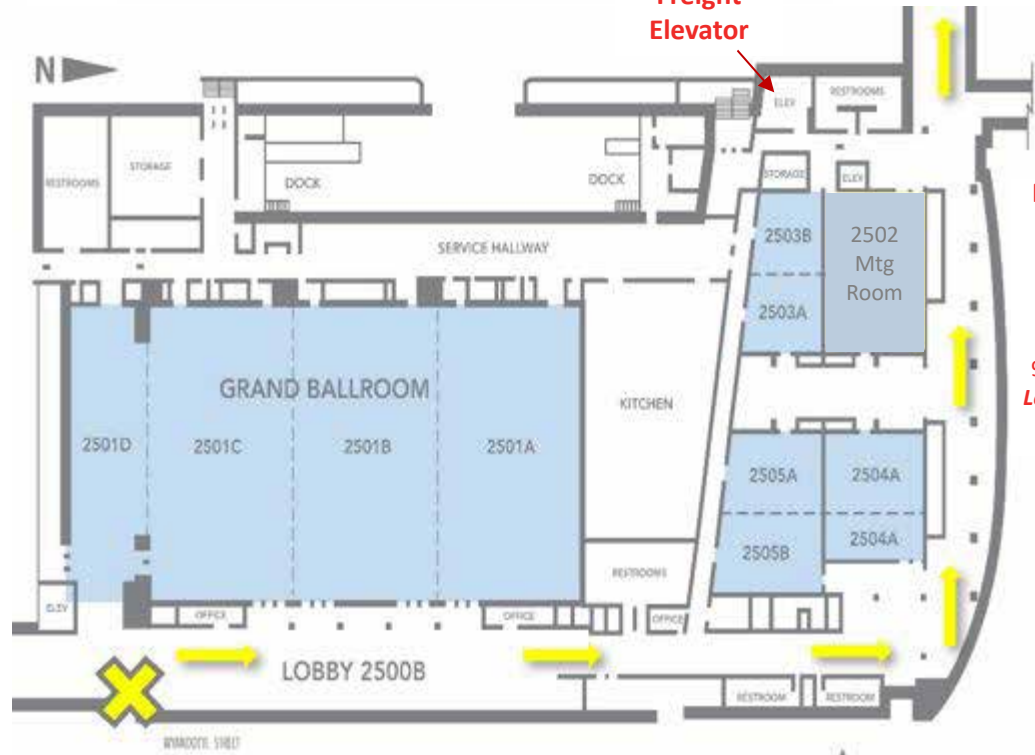 Freight
Elevator
N
ELEV
RESTROOMS
STORAGE
RESTROOMS
DOCK
DOCK
STORAGE
ELEV
SERVICE HALLWAY
2503B
2502
Mtg
Room
2503A
GRAND BALLROOM
KITCHEN
2501D
2501C
2501B
2501A
2505A
2504A
2505B
2504A
RESTROOMS
ELEV
OFFICE
OFFICE
OFFICE
LOBBY 2500B
RESTROOM
RESTROOM
WYANDOTTE STREET